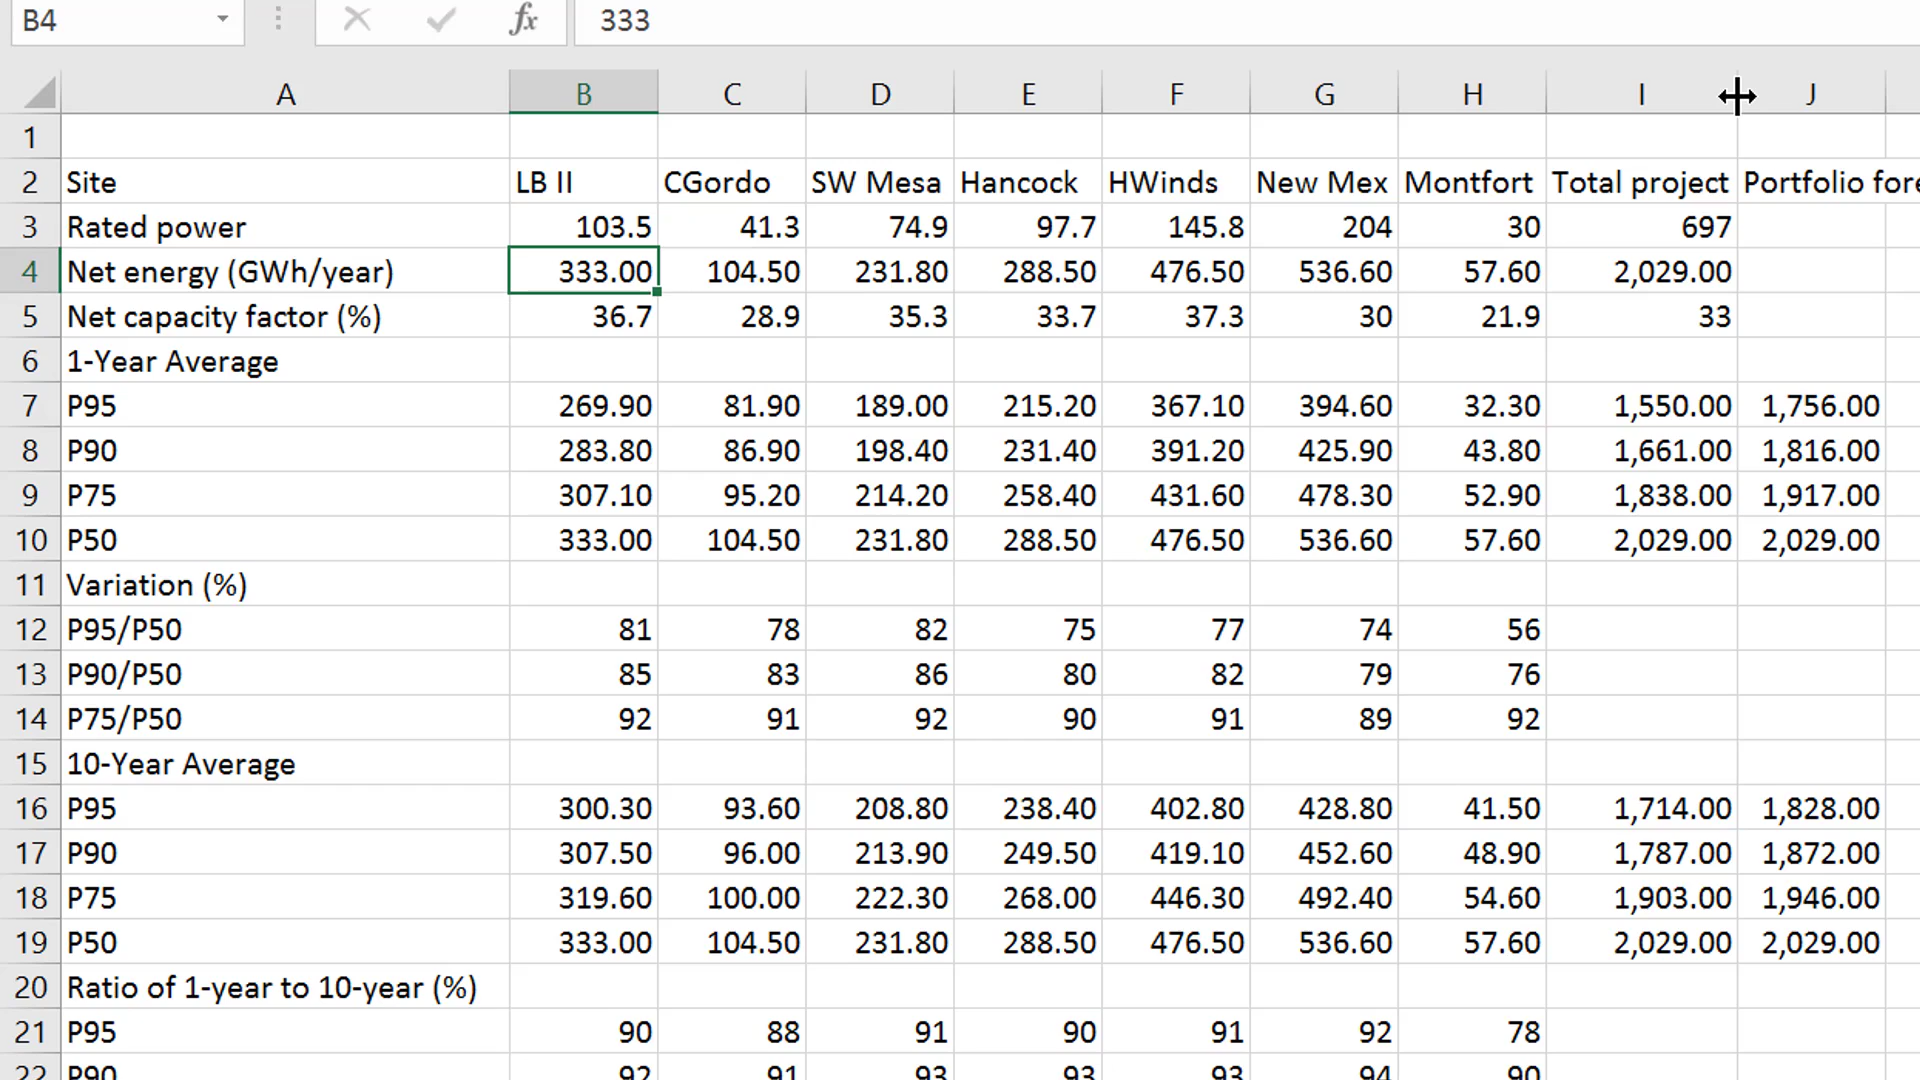 B4 fx 333
A B C D E F G H I J
1
2 Site LB II CGordo SW Mesa Hancock HWinds New Mex Montfort Total project Portfolio fore
3 Rated power 103.5 41.3 74.9 97.7 145.8 204 30 697
4 Net energy (GWh/year) 333.00 104.50 231.80 288.50 476.50 536.60 57.60 2,029.00
5 Net capacity factor (%) 36.7 28.9 35.3 33.7 37.3 30 21.9 33
6 1-Year Average
7 P95 269.90 81.90 189.00 215.20 367.10 394.60 32.30 1,550.00 1,756.00
8 P90 283.80 86.90 198.40 231.40 391.20 425.90 43.80 1,661.00 1,816.00
9 P75 307.10 95.20 214.20 258.40 431.60 478.30 52.90 1,838.00 1,917.00
10 P50 333.00 104.50 231.80 288.50 476.50 536.60 57.60 2,029.00 2,029.00
11 Variation (%)
12 P95/P50 81 78 82 75 77 74 56
13 P90/P50 85 83 86 80 82 79 76
14 P75/P50 92 91 92 90 91 89 92
15 10-Year Average
16 P95 300.30 93.60 208.80 238.40 402.80 428.80 41.50 1,714.00 1,828.00
17 P90 307.50 96.00 213.90 249.50 419.10 452.60 48.90 1,787.00 1,872.00
18 P75 319.60 100.00 222.30 268.00 446.30 492.40 54.60 1,903.00 1,946.00
19 P50 333.00 104.50 231.80 288.50 476.50 536.60 57.60 2,029.00 2,029.00
20 Ratio of 1-year to 10-year (%)
21 P95 90 88 91 90 91 92 78
22 P90 92 91 93 93 93 94 90